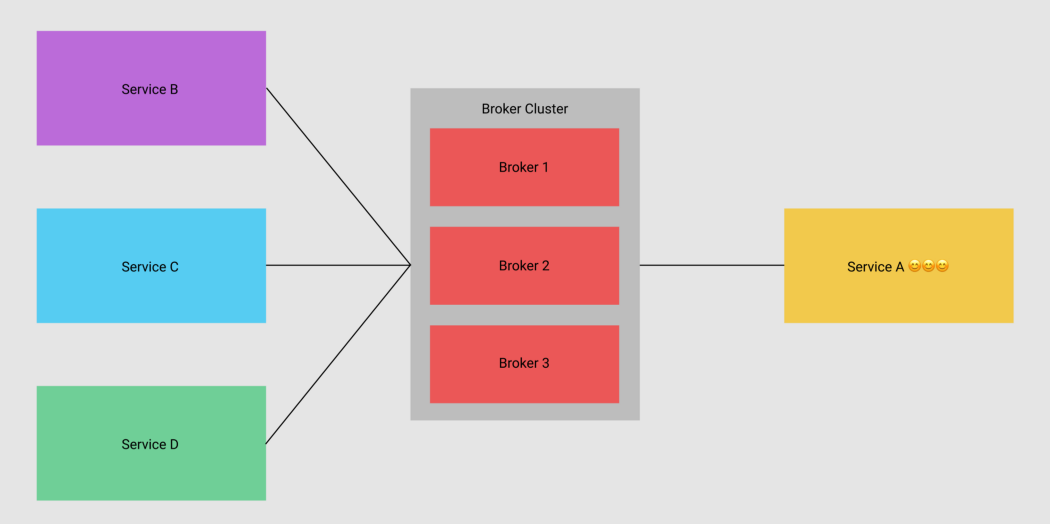 Service B
Service C
Service D
Broker Cluster
Broker 1
Broker 2
Broker 3
Service A 😊😊😊